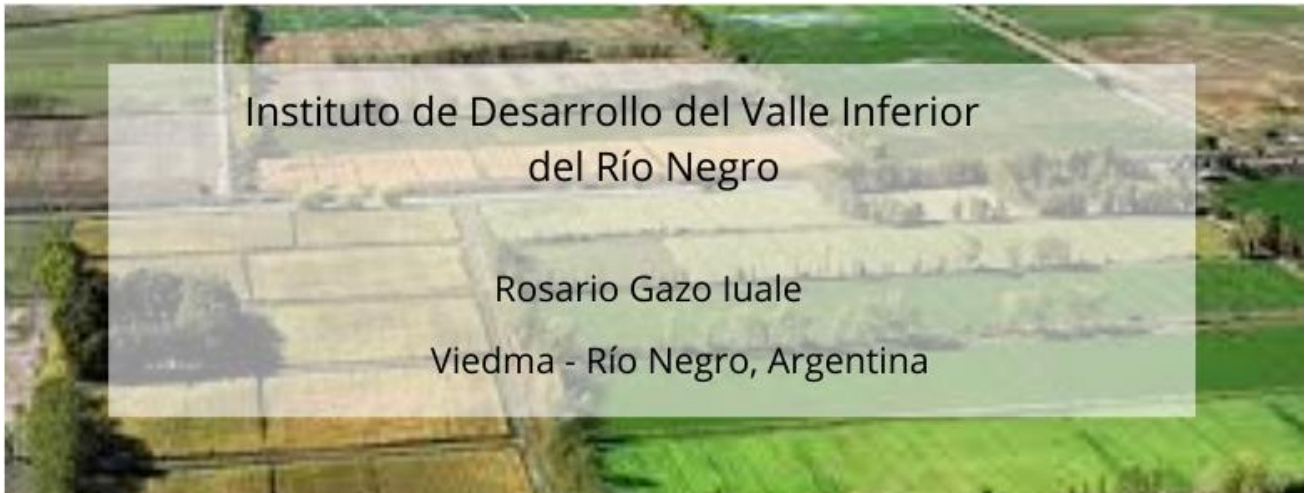 Instituto de Desarrollo del Valle Inferior
del Río Negro
Rosario Gazo Iuale
Viedma - Río Negro, Argentina